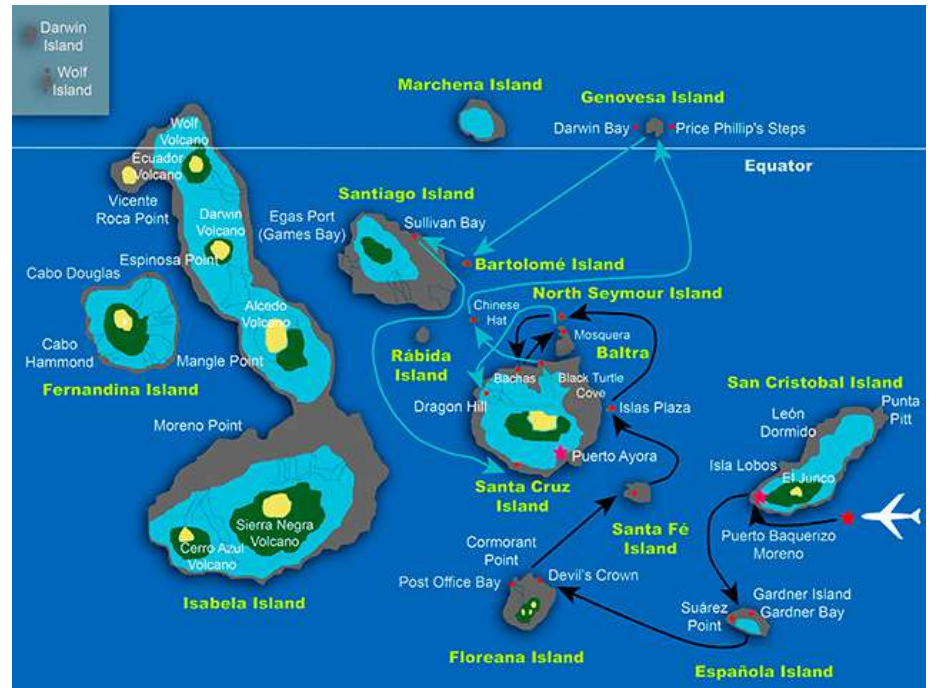 Darwin
Island
Wolf
Island
Marchena Island
Genovesa Island
Darwin Bay
Price Phillip's Steps
Equator
Wolf
Volcano
Ecuador
Volcano
Vicente
Roca Point
Santiago Island
Egas Port
(Games Bay)
Sullivan Bay
Darwin
Volcano
Espinosa Point
Bartolomé Island
Cabo Douglas
North Seymour Island
Chinese
Hat
Alcedo
Volcano
Mosquera
Cabo
Hammond
Mangle Point
Rábida
Island
Baltra
Bachas
Black Turtle
Cove
Fernandina Island
Dragon Hill
Islas Plaza
San Cristobal Island
Punta
Pitt
León
Dormido
Moreno Point
Puerto Ayora
Isla Lobos
El Junco
Santa Cruz
Island
Sierra Negra
Volcano
Santa Fé
Island
Puerto Baquerizo
Moreno
Cerro Azul
Volcano
Cormorant
Point
Post Office Bay
Devil's Crown
Isabela Island
Suárez
Point
Gardner Island
Gardner Bay
Floreana Island
Española Island